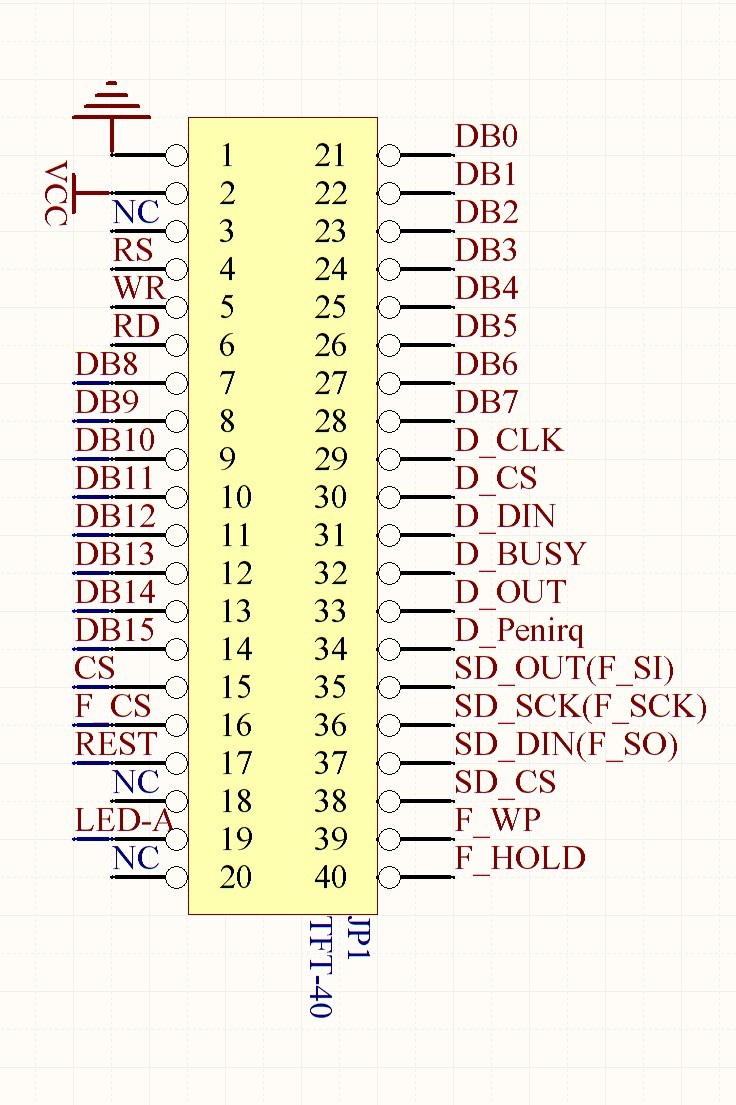 1 21 DB0
VCC 2 22 DB1
NC 3 23 DB2
RS 4 24 DB3
WR 5 25 DB4
RD 6 26 DB5
DB8 7 27 DB6
DB9 8 28 DB7
DB10 9 29 D_CLK
DB11 10 30 D_CS
DB12 11 31 D_DIN
DB13 12 32 D_BUSY
DB14 13 33 D_OUT
DB15 14 34 D_Penirq
CS 15 35 SD_OUT(F_SI)
F_CS 16 36 SD_SCK(F_SCK)
REST 17 37 SD_DIN(F_SO)
NC 18 38 SD_CS
LED-A 19 39 F_WP
NC 20 40 F_HOLD
JP1
TFT-40